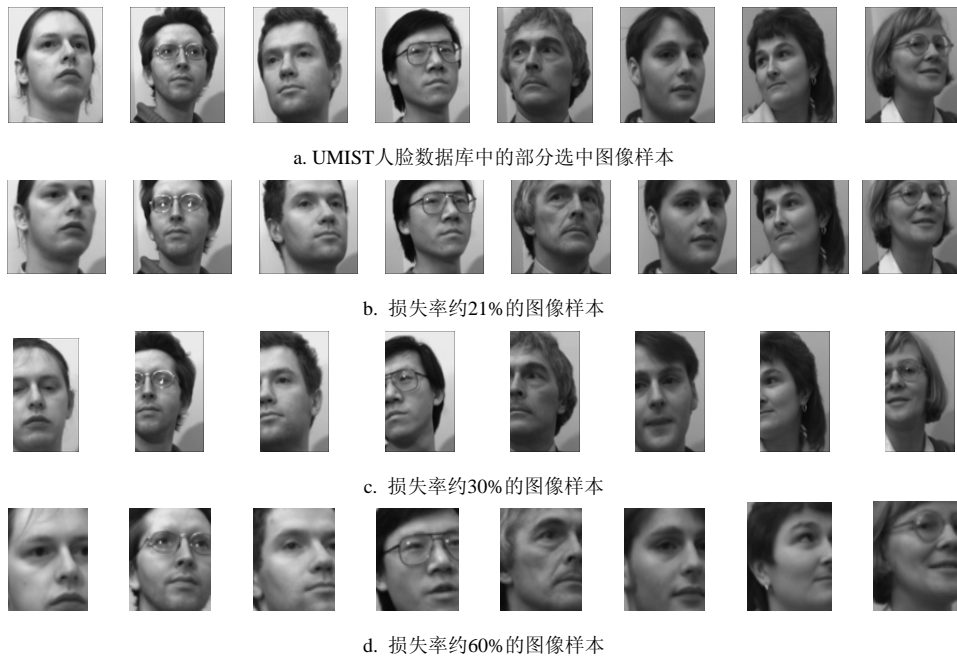 a. UMIST人脸数据库中的部分选中图像样本
b. 损失率约21%的图像样本
c. 损失率约30%的图像样本
d. 损失率约60%的图像样本